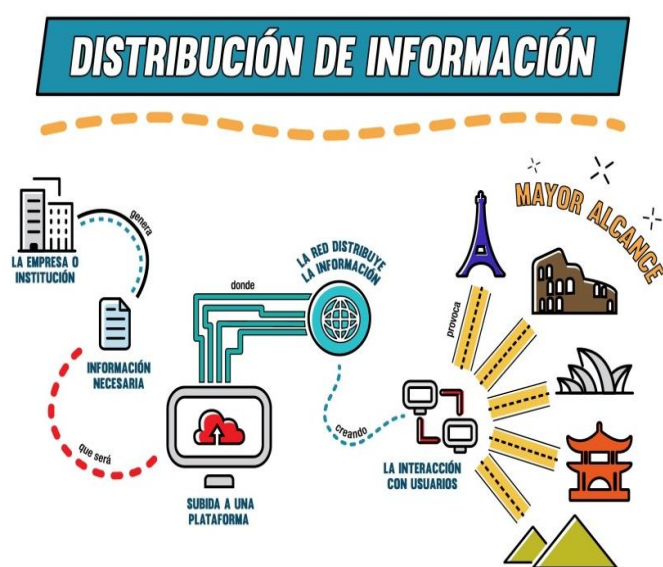 DISTRIBUCIÓN DE INFORMACIÓN
LA EMPRESA O
INSTITUCIÓN
genera
INFORMACIÓN
NECESARIA
que será
SUBIDA A UNA
PLATAFORMA
donde
LA RED DISTRIBUYE
LA INFORMACIÓN
creando
LA INTERACCIÓN
CON USUARIOS
provoca
MAYOR ALCANCE